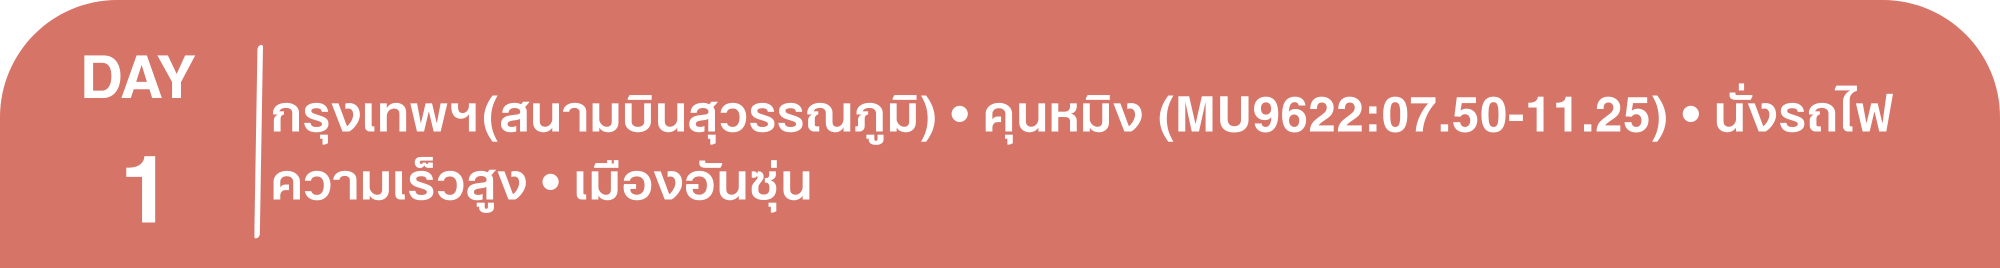 DAY
1
กรุงเทพฯ(สนามบินสุวรรณภูมิ) • คุนหมิง (MU9622:07.50-11.25) • นั่งรถไฟ
ความเร็วสูง • เมืองอันซุ่น